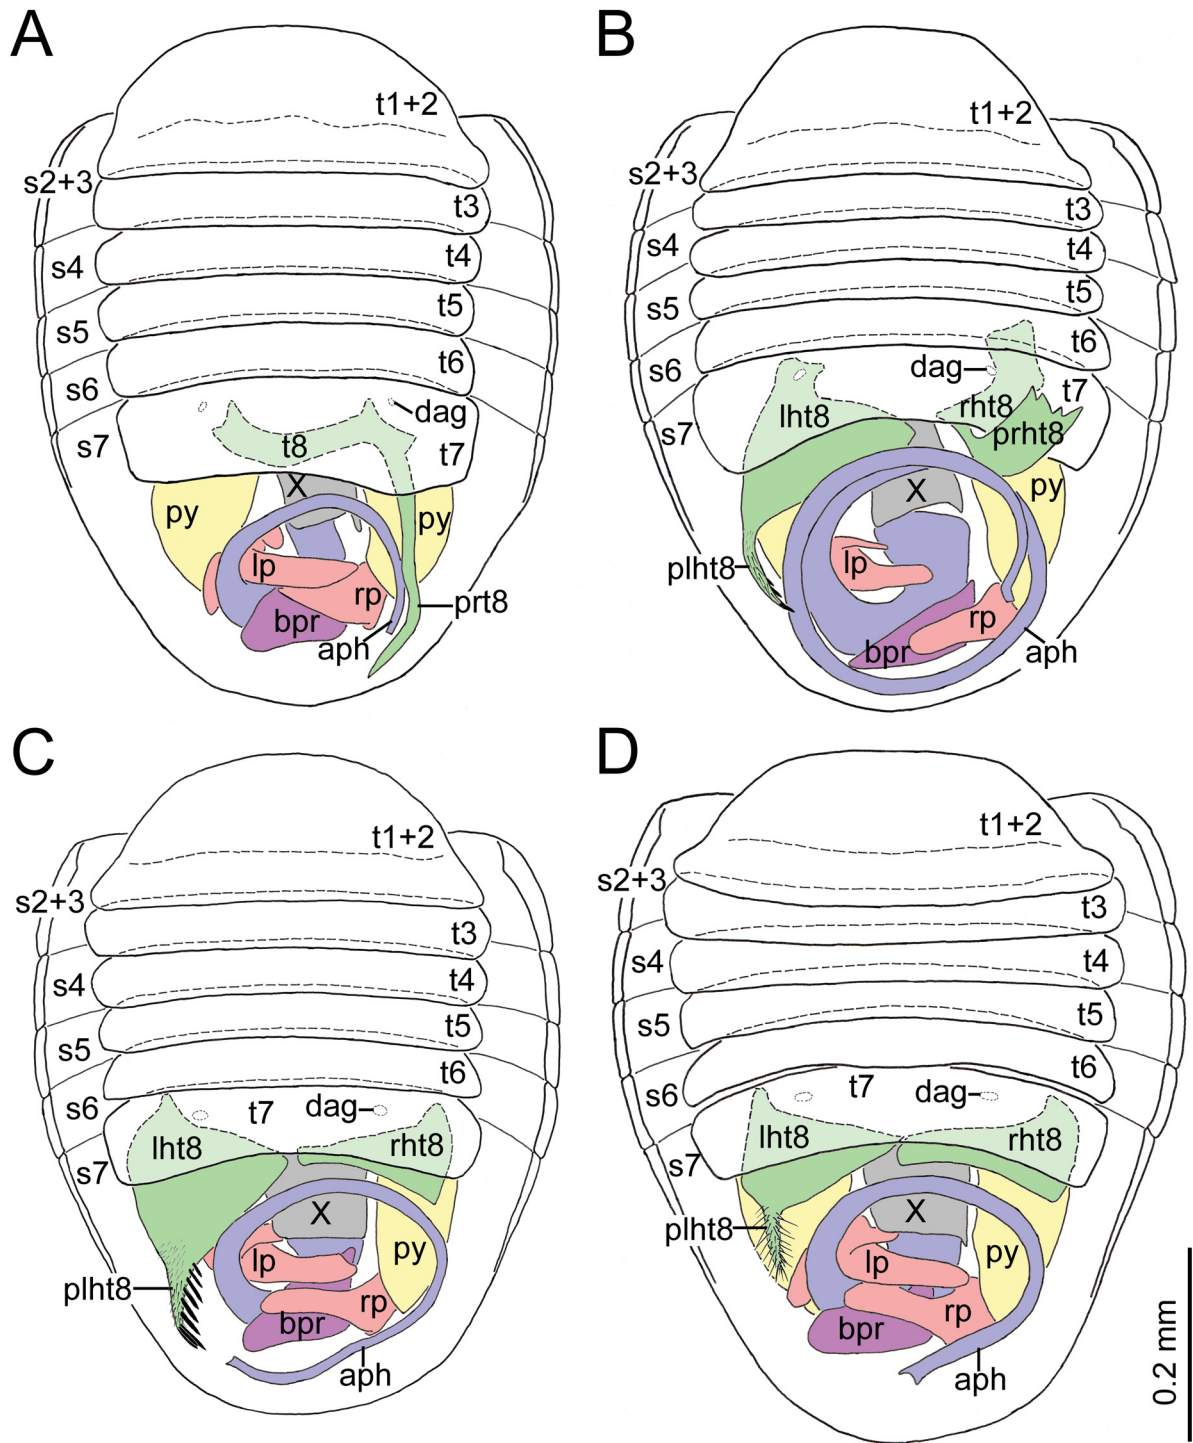 A
t1+2
s2+3
t3
s4
t4
s5
t5
s6
t6
dag
s7
t8
t7
X
py
py
lp
rp
prt8
bpr
aph
B
t1+2
s2+3
t3
s4
t4
s5
t5
t6
s6
dag
t7
lht8
rht8
s7
prht8
X
py
plht8
lp
rp
bpr
aph
C
t1+2
s2+3
t3
s4
t4
s5
t5
t6
s6
t7
dag
lht8
rht8
s7
X
py
lp
plht8
rp
bpr
aph
D
t1+2
s2+3
t3
s4
t4
s5
t5
t6
t7
dag
s6
lht8
rht8
s7
X
plht8
py
lp
rp
bpr
aph
0.2 mm